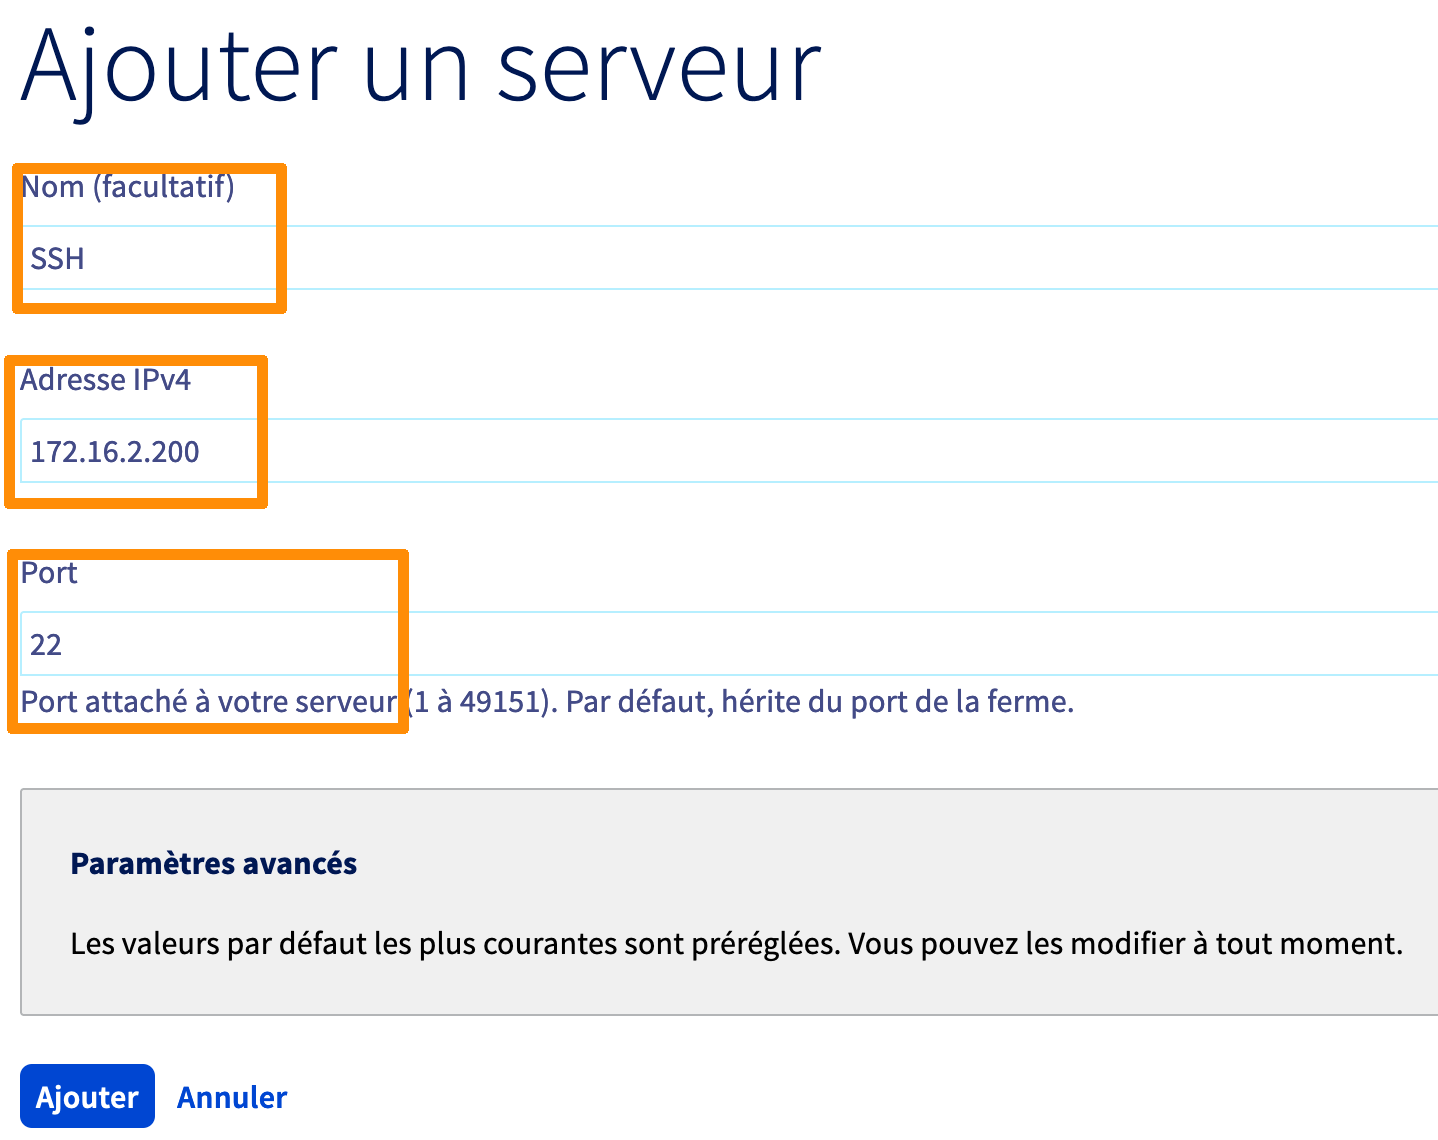 Ajouter un serveur
Nom (facultatif)
SSH
Adresse IPv4
172.16.2.200
Port
22
Port attaché à votre serveur (1 à 49151). Par défaut, hérite du port de la ferme.
Paramètres avancés
Les valeurs par défaut les plus courantes sont préréglées. Vous pouvez les modifier à tout moment.
Ajouter Annuler